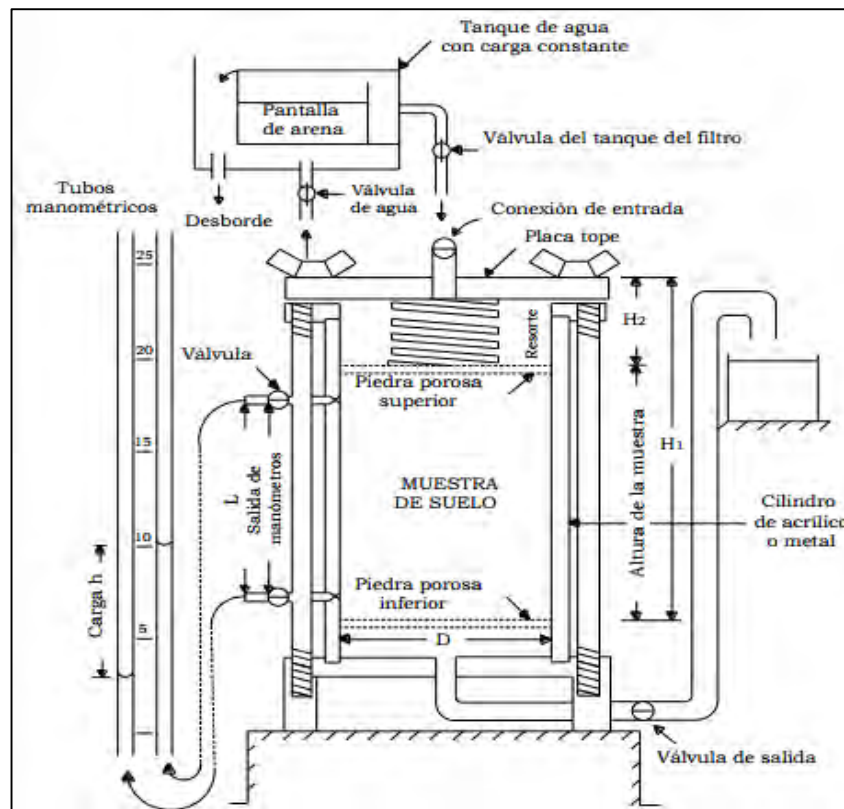 Tanque de agua
con carga constante
Pantalla
de arena
Válvula del tanque del filtro
Tubos
manométricos
Válvula
de agua
Desborde
Conexión de entrada
Placa tope
25
20
15
10
5
Válvula
Resorte
H2
Piedra porosa
superior
L
Salida de
manómetros
MUESTRA
DE SUELO
Altura de la muestra
H1
Cilindro
de acrílico
o metal
Carga h
Piedra porosa
inferior
D
Válvula de salida